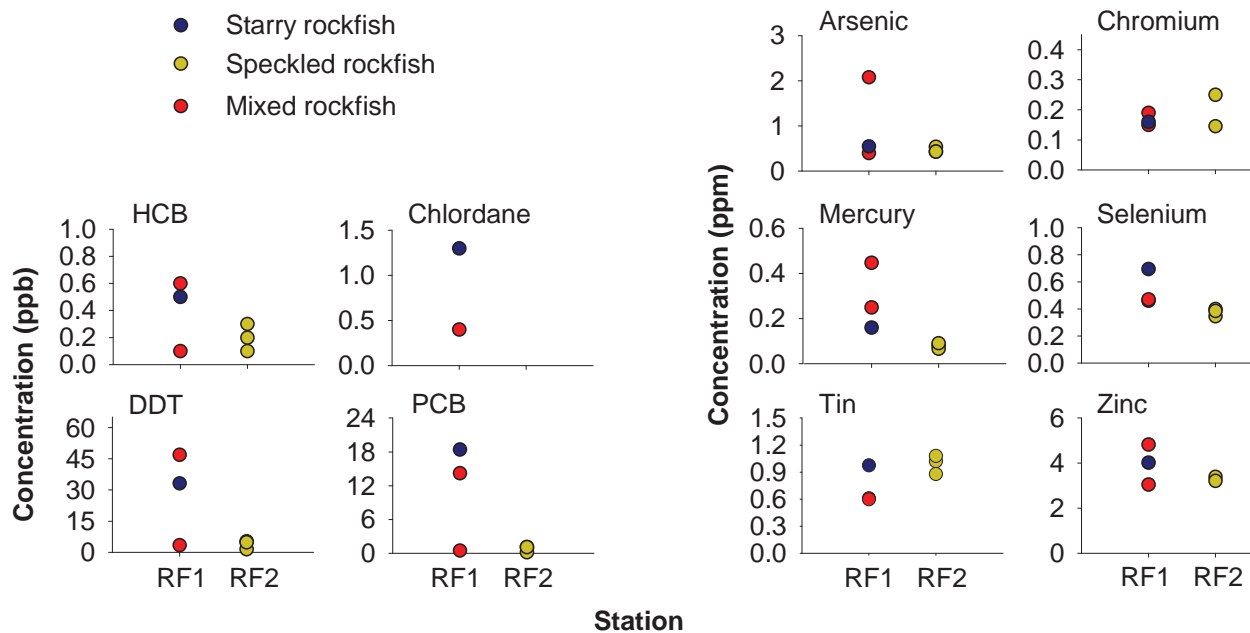 Starry rockfish
Speckled rockfish
Mixed rockfish
Concentration (ppb)
HCB
1.0
0.8
0.6
0.4
0.2
0.0
Chlordane
1.5
1.0
0.5
0.0
DDT
60
45
30
15
0
RF1 RF2
PCB
24
18
12
6
0
RF1 RF2
Concentration (ppm)
Arsenic
3
2
1
0
Chromium
0.4
0.3
0.2
0.1
0.0
Mercury
0.6
0.4
0.2
0.0
Selenium
1.0
0.8
0.6
0.4
0.2
0.0
Tin
1.5
1.2
0.9
0.6
0.3
0.0
RF1 RF2
Zinc
6
4
2
0
RF1 RF2
Station